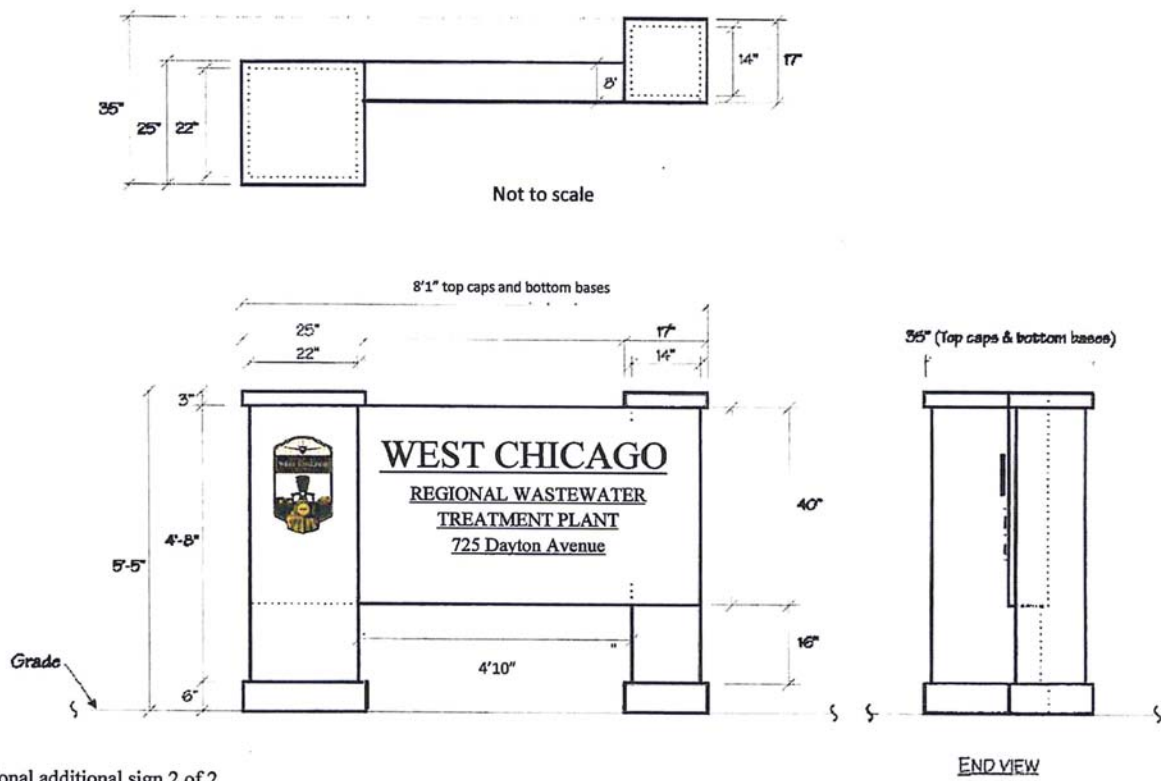 35"
25"
22"
8'
14"
17"
Not to scale
8'1" top caps and bottom bases
25"
22"
17"
14"
3"
4'-8"
5'-5"
6"
WEST CHICAGO
REGIONAL WASTEWATER
TREATMENT PLANT
725 Dayton Avenue
40"
16"
"
4'10"
Grade
35" (Top caps & bottom bases)
END VIEW
onal additional sign 2 of 2